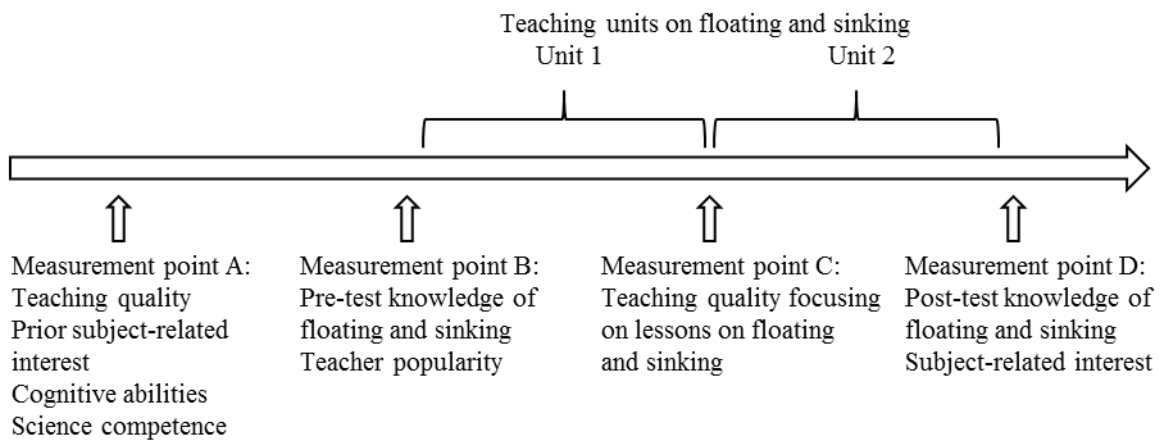 Teaching units on floating and sinking
Unit 1
Unit 2
Measurement point A:
Teaching quality
Prior subject-related
interest
Cognitive abilities
Science competence
Measurement point B:
Pre-test knowledge of
floating and sinking
Teacher popularity
Measurement point C:
Teaching quality focusing
on lessons on floating
and sinking
Measurement point D:
Post-test knowledge of
floating and sinking
Subject-related interest